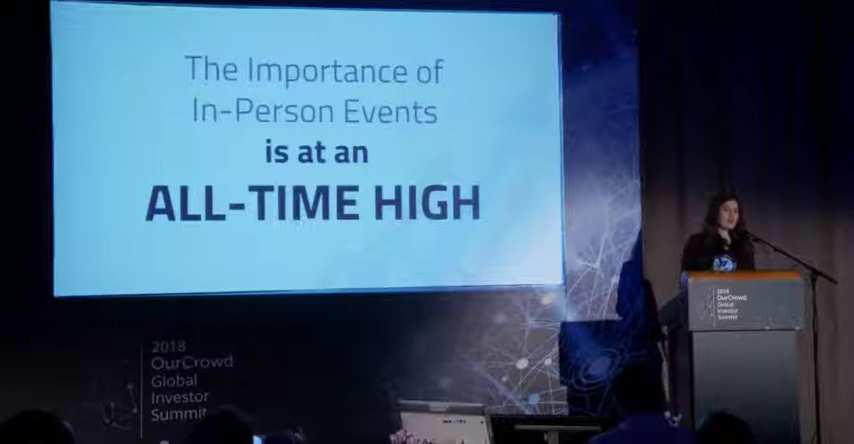 The Importance of
In-Person Events
is at an
ALL-TIME HIGH
2018
OurCrowd
Global
Investor
Summit
2018
OurCrowd
Global
Investor
Summit